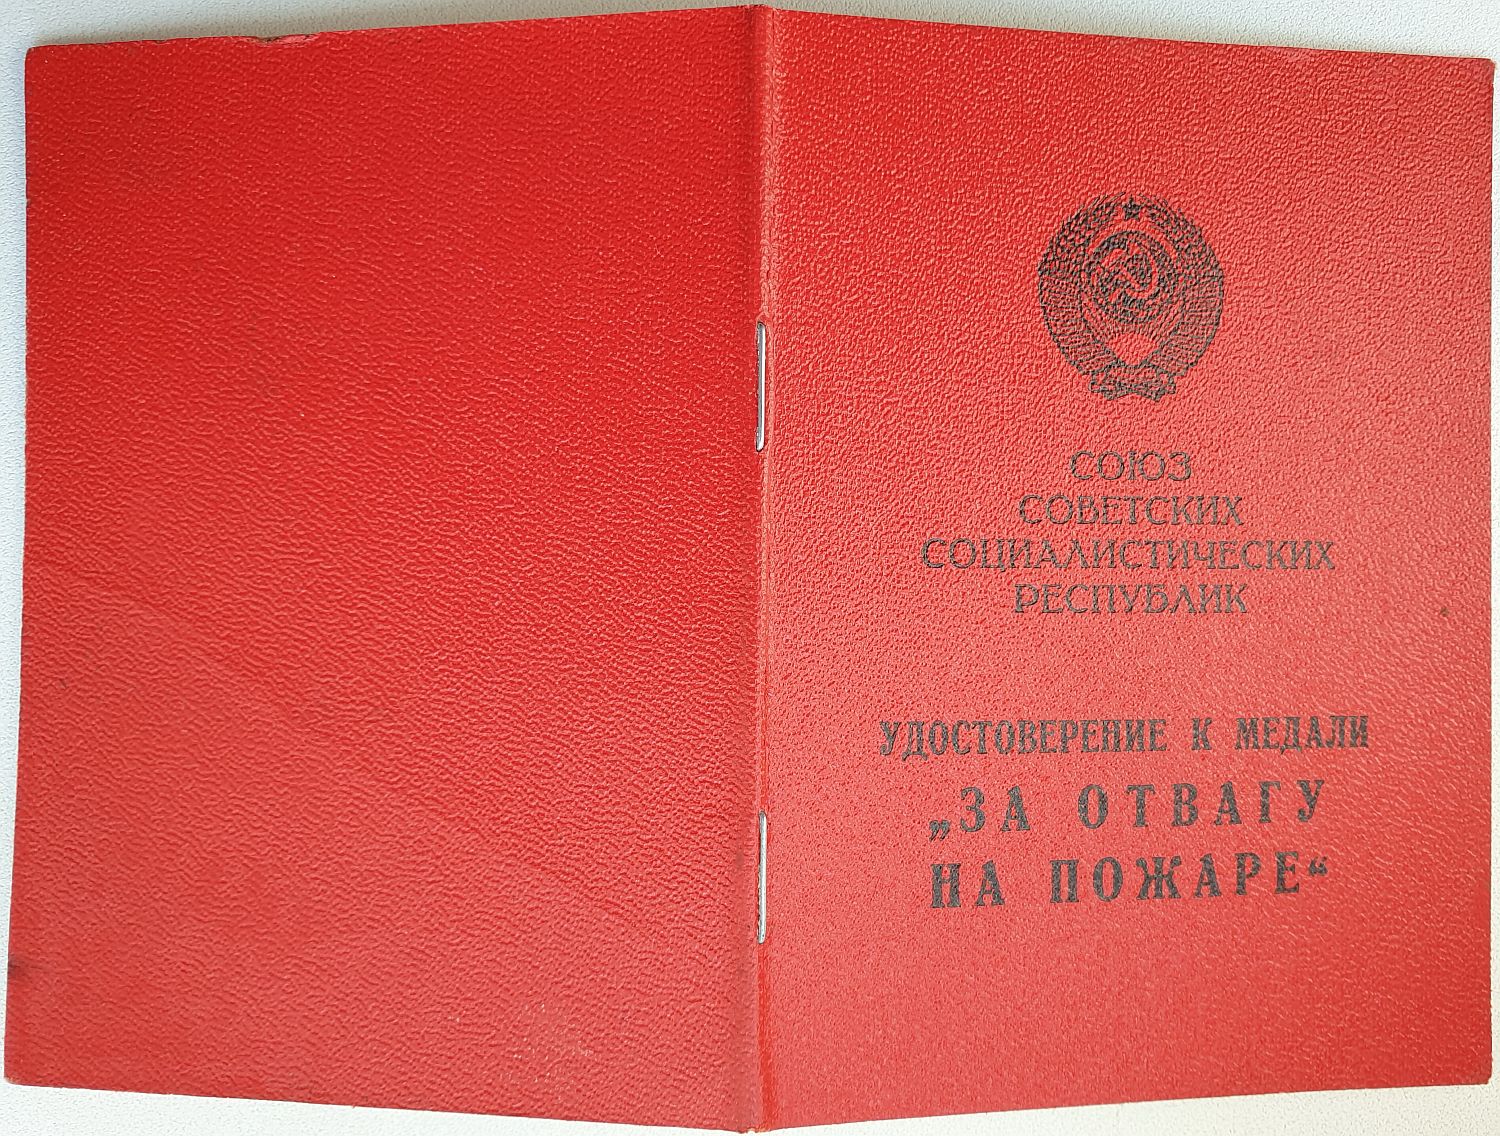 СОЮЗ
СОВЕТСКИХ
СОЦИАЛИСТИЧЕСКИХ
РЕСПУБЛИК
УДОСТОВЕРЕНИЕ К МЕДАЛИ
„ЗА ОТВАГУ
НА ПОЖАРЕ“